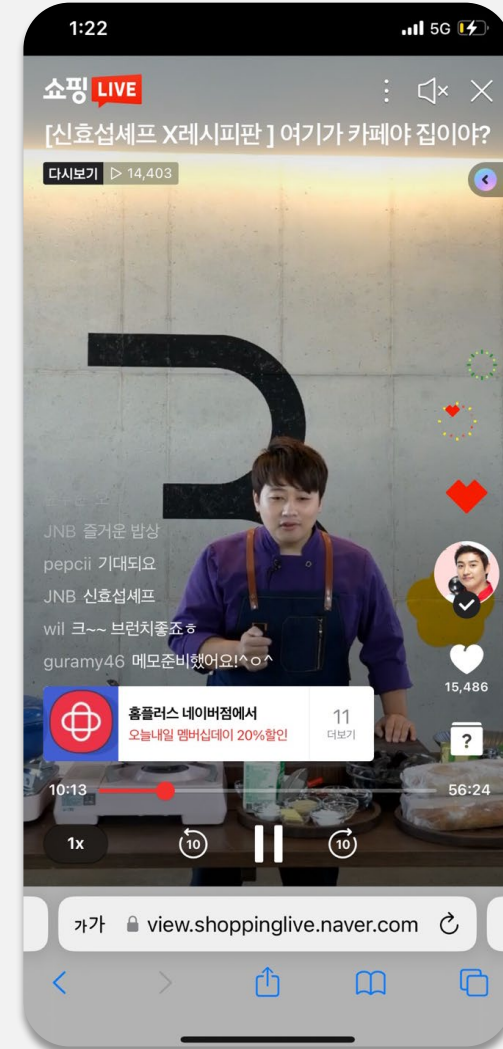 1:22
5G
쇼핑 LIVE
[신효섭셰프 X레시피판 ] 여기가 카페야 집이야?
다시보기 ▷ 14,403
JNB 즐거운 밥상
pepcii 기대되요
JNB 신효섭셰프
wil 크~~ 브런치좋죠ㅎ
guramy46 메모준비했어요!^o^
홈플러스 네이버점에서
오늘내일 멤버십데이 20%할인
11
더보기
15,486
?
10:13
56:24
1x
10
10
가가 view.shoppinglive.naver.com